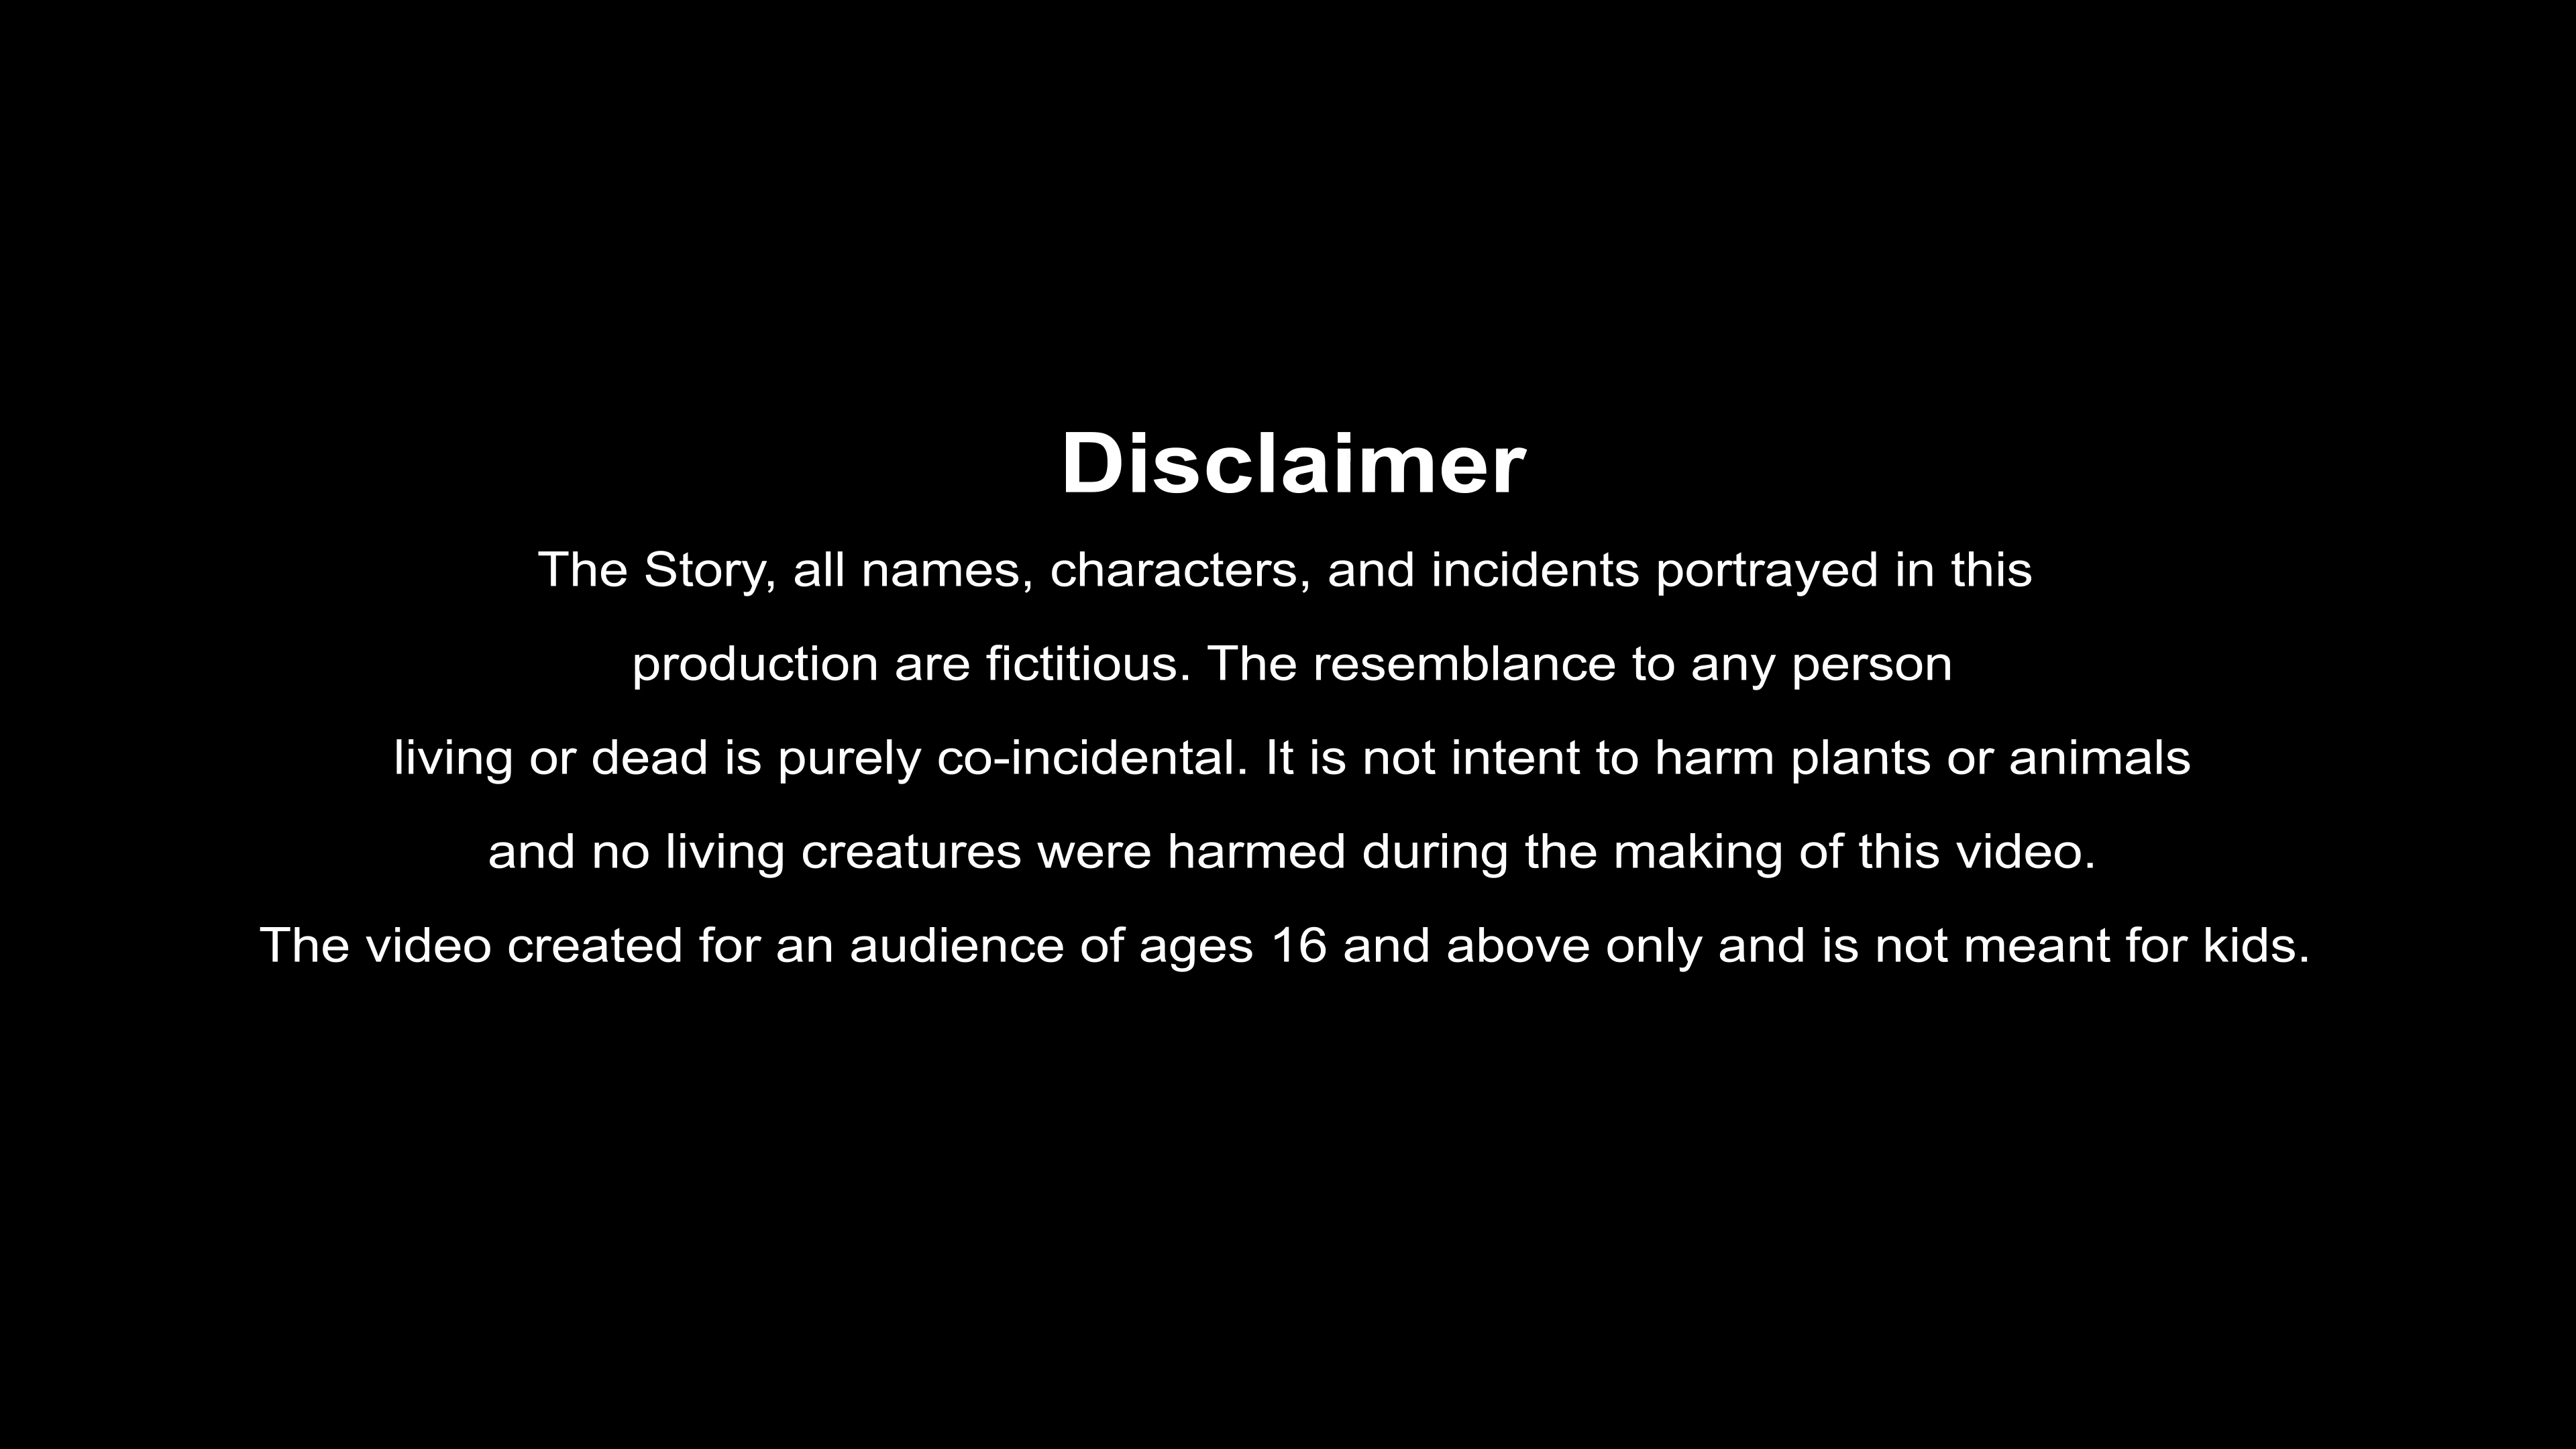 Disclaimer
The Story, all names, characters, and incidents portrayed in this
production are fictitious. The resemblance to any person
living or dead is purely co-incidental. It is not intent to harm plants or animals
and no living creatures were harmed during the making of this video.
The video created for an audience of ages 16 and above only and is not meant for kids.